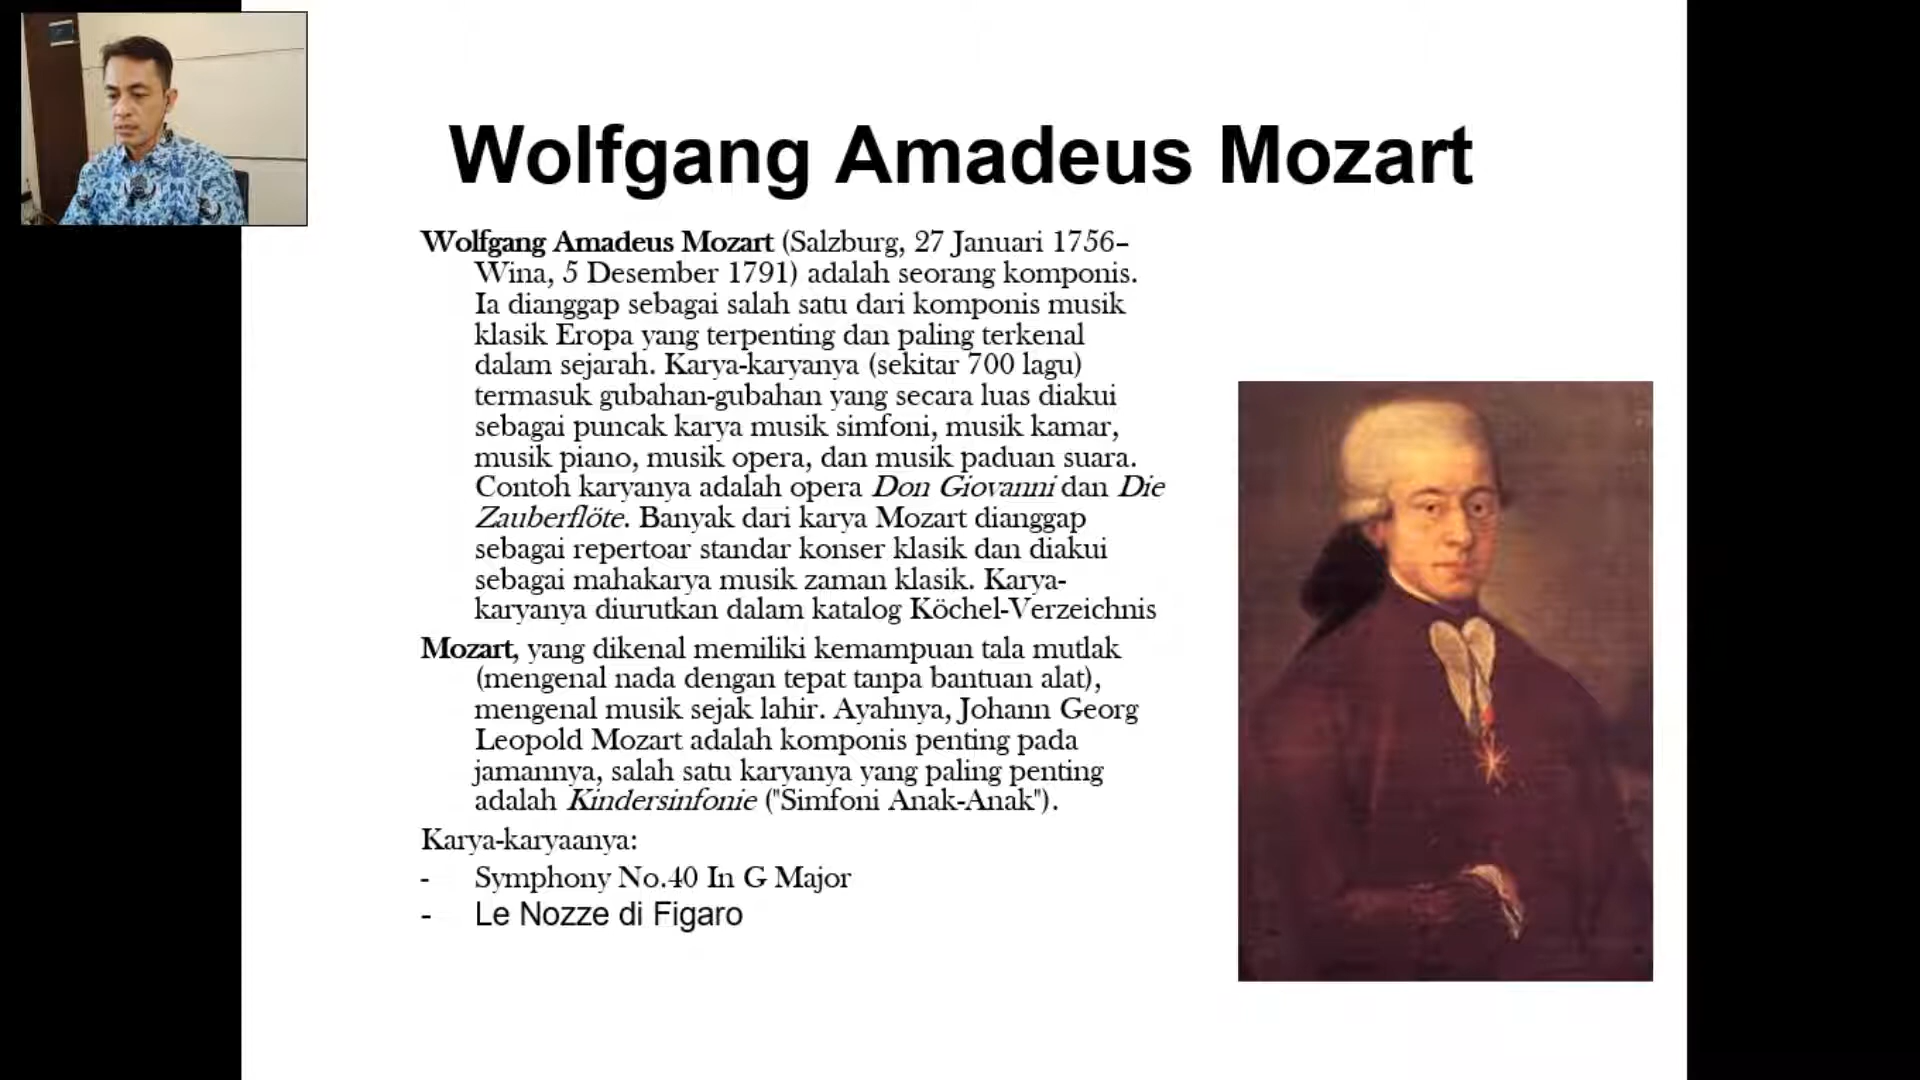 Wolfgang Amadeus Mozart
Wolfgang Amadeus Mozart (Salzburg, 27 Januari 1756–
Wina, 5 Desember 1791) adalah seorang komponis.
Ia dianggap sebagai salah satu dari komponis musik
klasik Eropa yang terpenting dan paling terkenal
dalam sejarah. Karya-karyanya (sekitar 700 lagu)
termasuk gubahan-gubahan yang secara luas diakui
sebagai puncak karya musik simfoni, musik kamar,
musik piano, musik opera, dan musik paduan suara.
Contoh karyanya adalah opera Don Giovanni dan Die
Zauberflöte. Banyak dari karya Mozart dianggap
sebagai repertoar standar konser klasik dan diakui
sebagai mahakarya musik zaman klasik. Karya-
karyanya diurutkan dalam katalog Köchel-Verzeichnis
Mozart, yang dikenal memiliki kemampuan tala mutlak
(mengenal nada dengan tepat tanpa bantuan alat),
mengenal musik sejak lahir. Ayahnya, Johann Georg
Leopold Mozart adalah komponis penting pada
jamannya, salah satu karyanya yang paling penting
adalah Kindersinfonie ("Simfoni Anak-Anak").
Karya-karyaanya:
- Symphony No.40 In G Major
- Le Nozze di Figaro